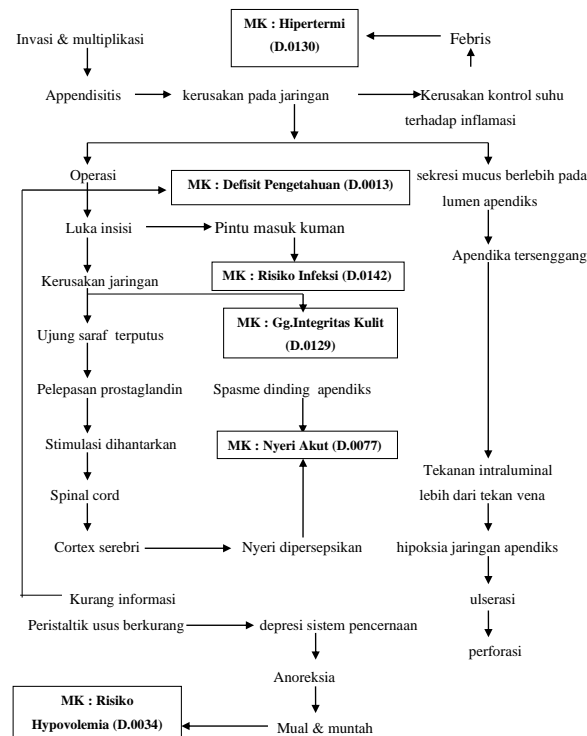 MK : Hipertermi
(D.0130)
Invasi & multiplikasi
Febris
Appendisitis
kerusakan pada jaringan
Kerusakan kontrol suhu
terhadap inflamasi
Operasi
MK : Defisit Pengetahuan (D.0013)
sekresi mucus berlebih pada
lumen apendiks
Luka insisi
Pintu masuk kuman
Apendika tersenggang
Kerusakan jaringan
MK : Risiko Infeksi (D.0142)
MK : Gg.Integritas Kulit
(D.0129)
Ujung saraf terputus
Pelepasan prostaglandin
Spasme dinding apendiks
Stimulasi dihantarkan
MK : Nyeri Akut (D.0077)
Tekanan intraluminal
lebih dari tekan vena
Spinal cord
Cortex serebri
Nyeri dipersepsikan
hipoksia jaringan apendiks
Kurang informasi
ulserasi
Peristaltik usus berkurang
depresi sistem pencernaan
perforasi
Anoreksia
MK : Risiko
Hypovolemia (D.0034)
Mual & muntah